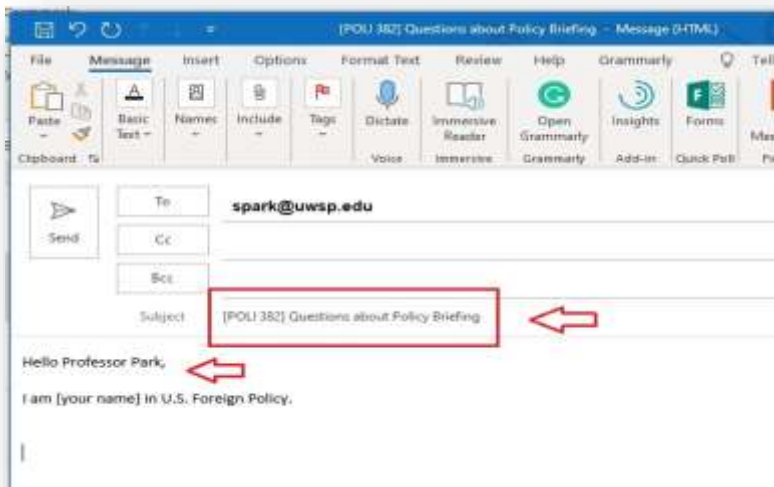 [POLI 382] Questions about Policy Briefing - Message (HTML)
File Message Insert Options Format Text Review Help Grammarly Tell
Paste Basic Text Names Include Tags Dictate Immersive Reader Open Grammarly Insights Forms
Clipboard Voice Immersive Grammarly Add-in Quick Poll
To spark@uwsp.edu
Send Cc
Bcc
Subject [POLI 382] Questions about Policy Briefing
Hello Professor Park,
I am [your name] in U.S. Foreign Policy.